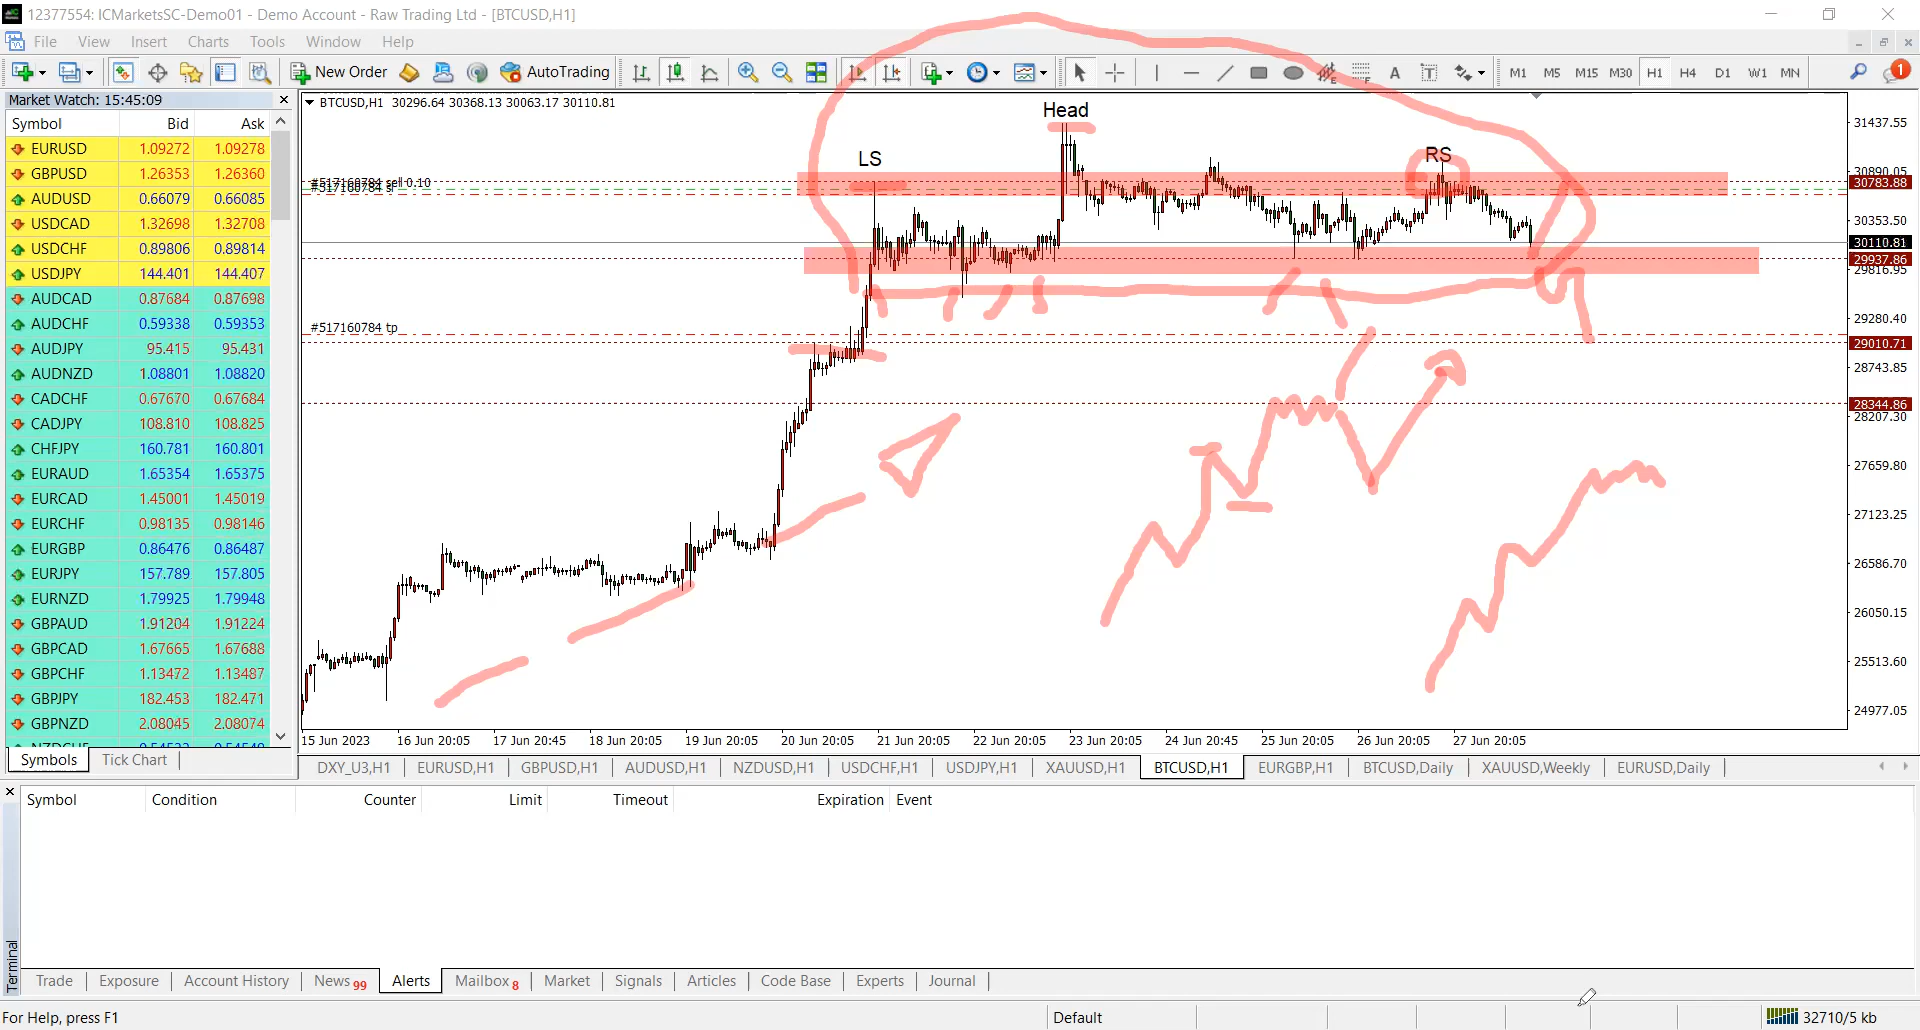 12377554: ICMarketsSC-Demo01 - Demo Account - Raw Trading Ltd - [BTCUSD,H1]
File View Insert Charts Tools Window Help
New Order AutoTrading A T M1 M5 M15 M30 H1 H4 D1 W1 MN 1
Market Watch: 15:45:09
Symbol Bid Ask
EURUSD 1.09272 1.09278
GBPUSD 1.26353 1.26360
AUDUSD 0.66079 0.66085
USDCAD 1.32698 1.32708
USDCHF 0.89806 0.89814
USDJPY 144.401 144.407
AUDCAD 0.87684 0.87698
AUDCHF 0.59338 0.59353
AUDJPY 95.415 95.431
AUDNZD 1.08801 1.08820
CADCHF 0.67670 0.67684
CADJPY 108.810 108.825
CHFJPY 160.781 160.801
EURAUD 1.65354 1.65375
EURCAD 1.45001 1.45019
EURCHF 0.98135 0.98146
EURGBP 0.86476 0.86487
EURJPY 157.789 157.805
EURNZD 1.79925 1.79948
GBPAUD 1.91204 1.91224
GBPCAD 1.67665 1.67688
GBPCHF 1.13472 1.13487
GBPJPY 182.453 182.471
GBPNZD 2.08045 2.08074
Symbols Tick Chart
BTCUSD,H1 30296.64 30368.13 30063.17 30110.81
Head
LS
RS
#517160784 sell 0.10
#517160784 sl
#517160784 tp
31437.55
30890.05
30783.88
30353.50
30110.81
29937.86
29816.95
29280.40
29010.71
28743.85
28344.86
28207.30
27659.80
27123.25
26586.70
26050.15
25513.60
24977.05
15 Jun 2023 16 Jun 20:05 17 Jun 20:45 18 Jun 20:05 19 Jun 20:05 20 Jun 20:05 21 Jun 20:05 22 Jun 20:05 23 Jun 20:05 24 Jun 20:45 25 Jun 20:05 26 Jun 20:05 27 Jun 20:05
DXY_U3,H1 EURUSD,H1 GBPUSD,H1 AUDUSD,H1 NZDUSD,H1 USDCHF,H1 USDJPY,H1 XAUUSD,H1 BTCUSD,H1 EURGBP,H1 BTCUSD,Daily XAUUSD,Weekly EURUSD,Daily
Symbol Condition Counter Limit Timeout Expiration Event
Terminal
Trade Exposure Account History News 99 Alerts Mailbox 8 Market Signals Articles Code Base Experts Journal
For Help, press F1 Default 32710/5 kb